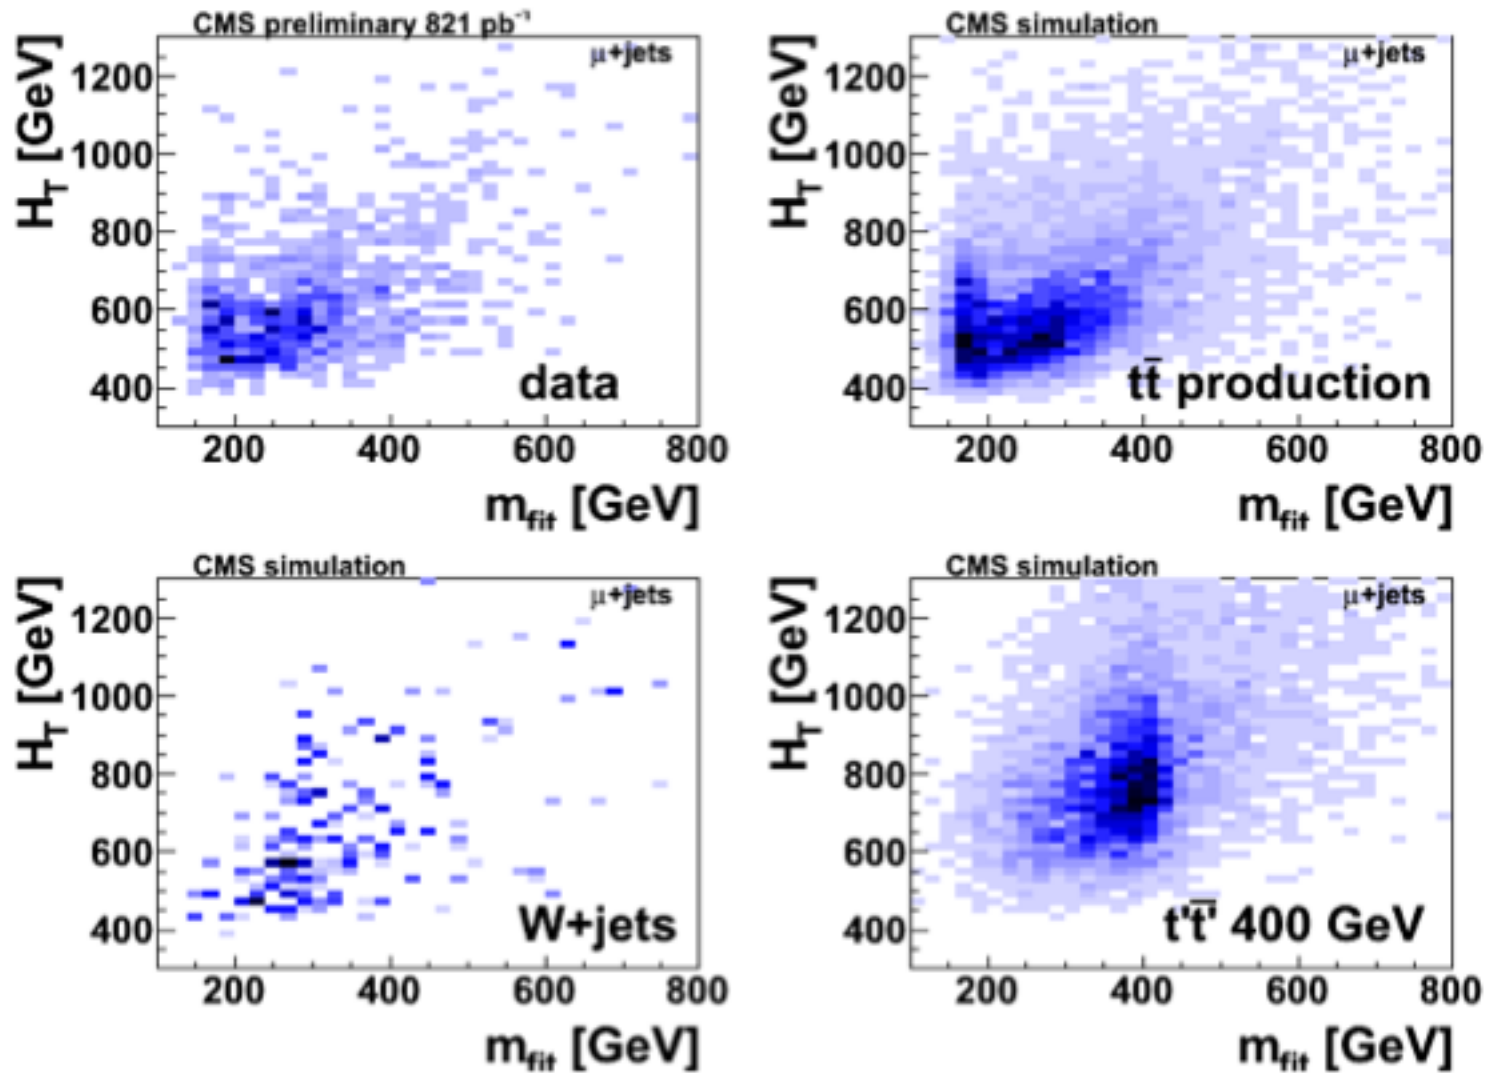 CMS preliminary 821 pb⁻¹
μ+jets
H_T [GeV]
1200
1000
800
600
400
data
200 400 600 800
m_fit [GeV]
CMS simulation
μ+jets
H_T [GeV]
1200
1000
800
600
400
tt̅ production
200 400 600 800
m_fit [GeV]
CMS simulation
μ+jets
H_T [GeV]
1200
1000
800
600
400
W+jets
200 400 600 800
m_fit [GeV]
CMS simulation
μ+jets
H_T [GeV]
1200
1000
800
600
400
t't̅'̅ 400 GeV
200 400 600 800
m_fit [GeV]